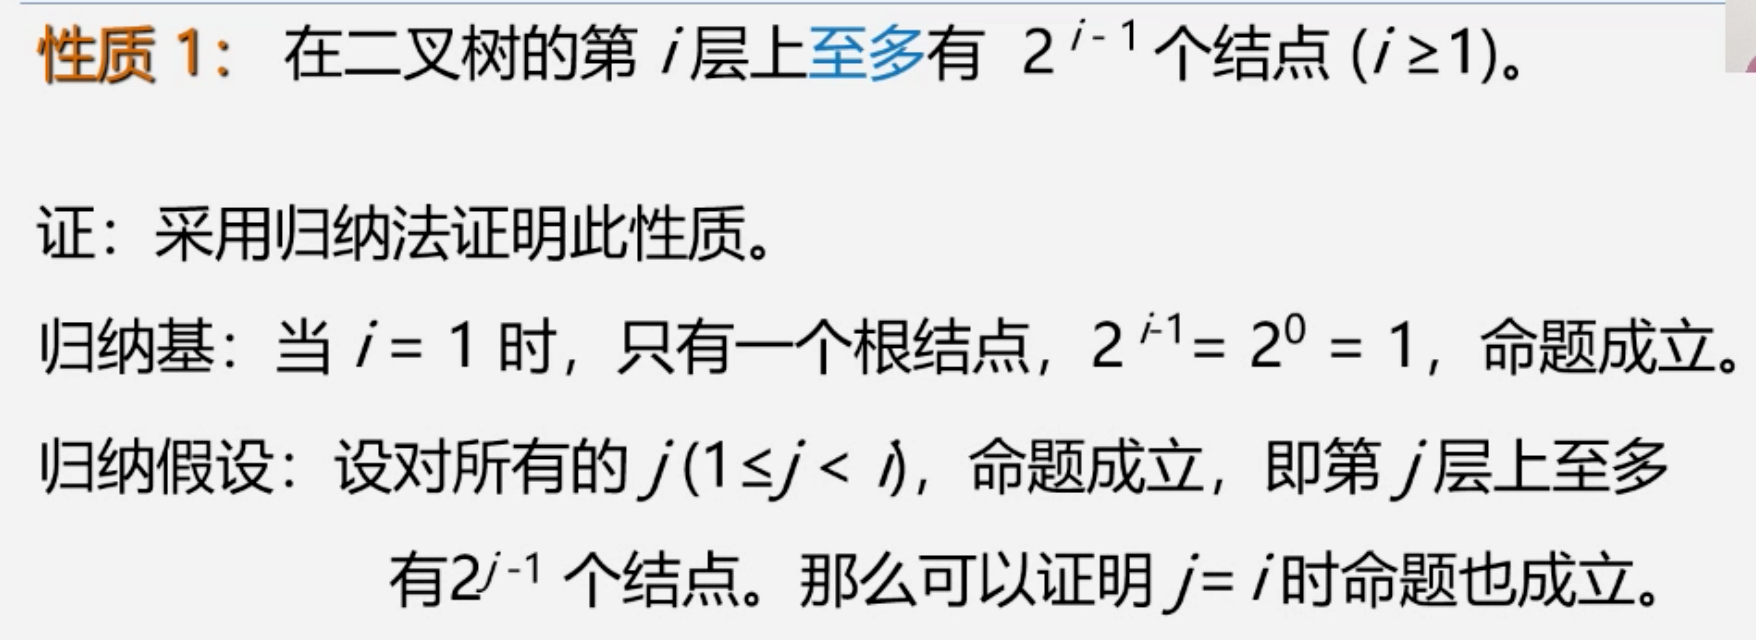 性质 1： 在二叉树的第 i 层上至多有 2^{i-1} 个结点 (i ≥1)。
证：采用归纳法证明此性质。
归纳基：当 i = 1 时，只有一个根结点，2^{i-1} = 2^0 = 1，命题成立。
归纳假设：设对所有的 j (1≤j < i)，命题成立，即第 j 层上至多
有2^{j-1} 个结点。那么可以证明 j= i 时命题也成立。